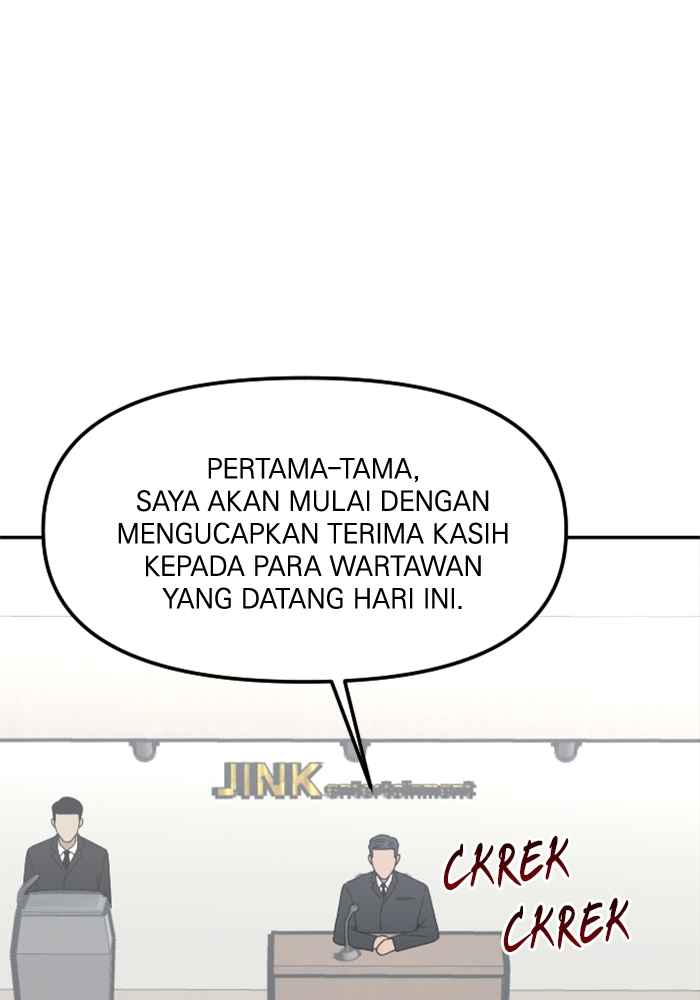 PERTAMA-TAMA,
SAYA AKAN MULAI DENGAN
MENGUCAPKAN TERIMA KASIH
KEPADA PARA WARTAWAN
YANG DATANG HARI INI.
JINK entertainment
CKREK
CKREK